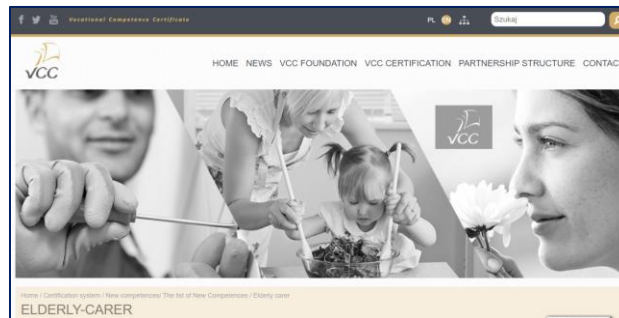 Vocational Competence Certificate
PL EN Szukaj
VCC
HOME NEWS VCC FOUNDATION VCC CERTIFICATION PARTNERSHIP STRUCTURE CONTAC
VCC
Home / Certification system / New competences/ The list of New Competences / Elderly carer
ELDERLY-CARER